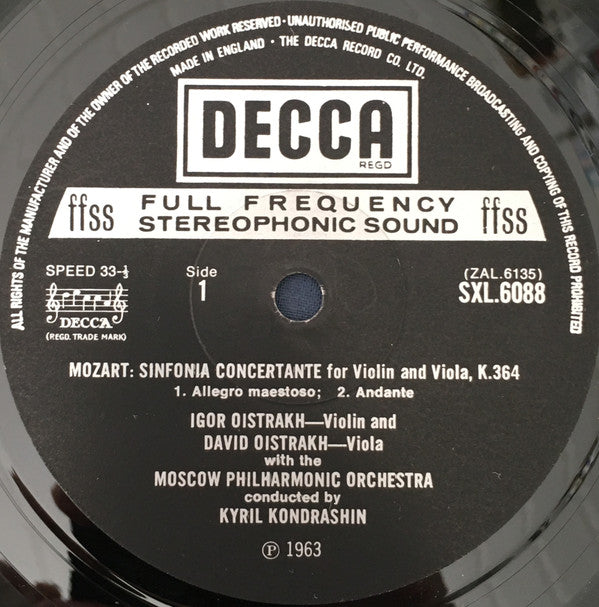 ALL RIGHTS OF THE MANUFACTURER AND OF THE OWNER OF THE RECORDED WORK RESERVED · UNAUTHORISED PUBLIC PERFORMANCE BROADCASTING AND COPYING OF THIS RECORD PROHIBITED
MADE IN ENGLAND · THE DECCA RECORD CO. LTD.
DECCA
REGD
ffss FULL FREQUENCY STEREOPHONIC SOUND ffss
SPEED 33-⅓
Side
1
(ZAL.6135)
SXL.6088
DECCA
(REGD. TRADE MARK)
MOZART: SINFONIA CONCERTANTE for Violin and Viola, K.364
1. Allegro maestoso; 2. Andante
IGOR OISTRAKH—Violin and
DAVID OISTRAKH—Viola
with the
MOSCOW PHILHARMONIC ORCHESTRA
conducted by
KYRIL KONDRASHIN
℗ 1963